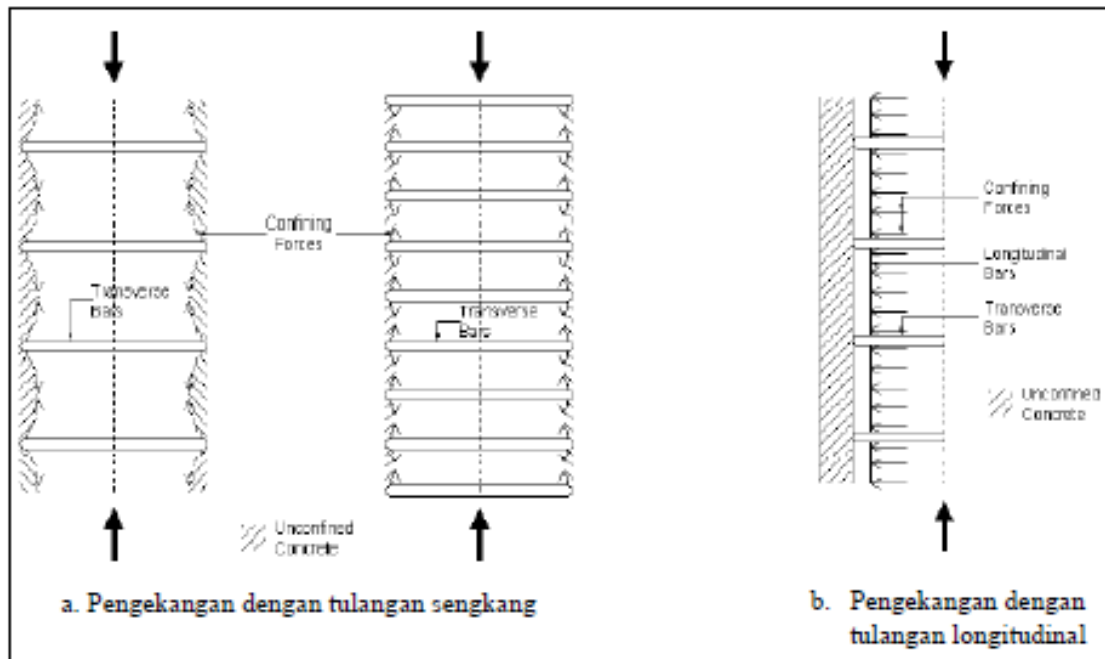 Confining
Forces
Transverse
Bars
Transverse
Bars
Unconfined
Concrete
a. Pengekangan dengan tulangan sengkang
Confining
Forces
Longitudinal
Bars
Transverse
Bars
Unconfined
Concrete
b. Pengekangan dengan
tulangan longitudinal